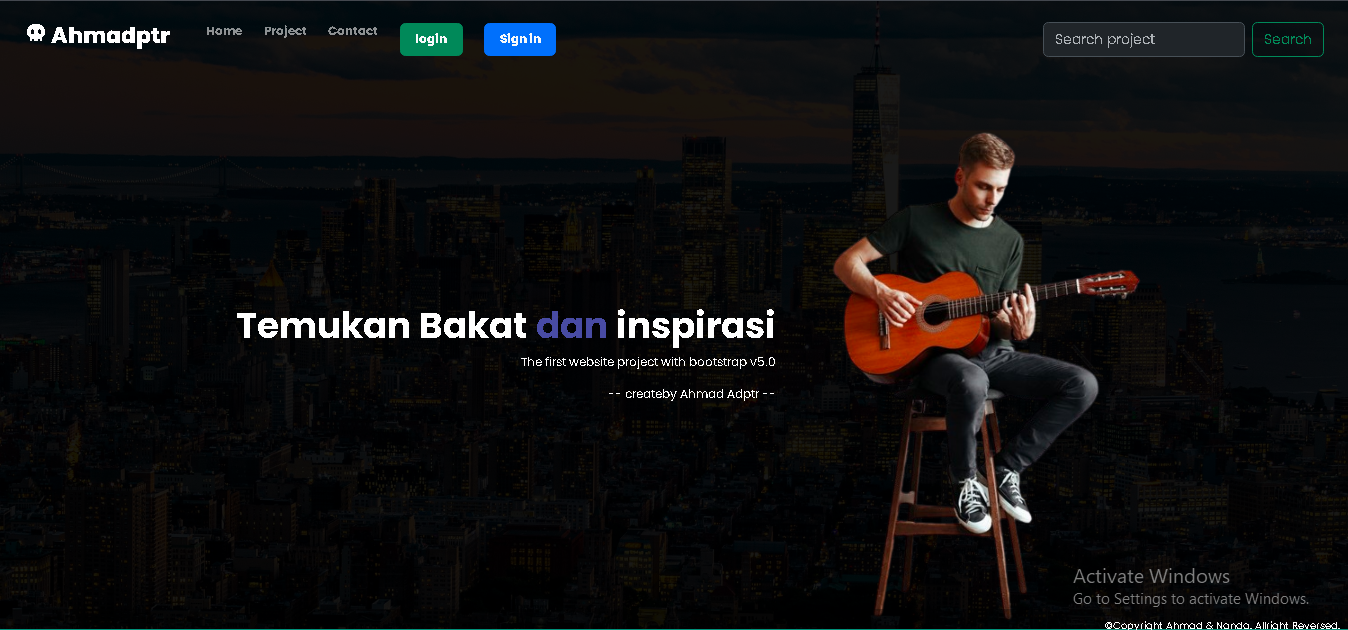 Ahmadptr Home Project Contact login Sign in Search project Search
Temukan Bakat dan inspirasi
The first website project with bootstrap v5.0
-- createby Ahmad Adptr --
Activate Windows
Go to Settings to activate Windows.
©Copyright Ahmad & Nanda. Allright Reversed.